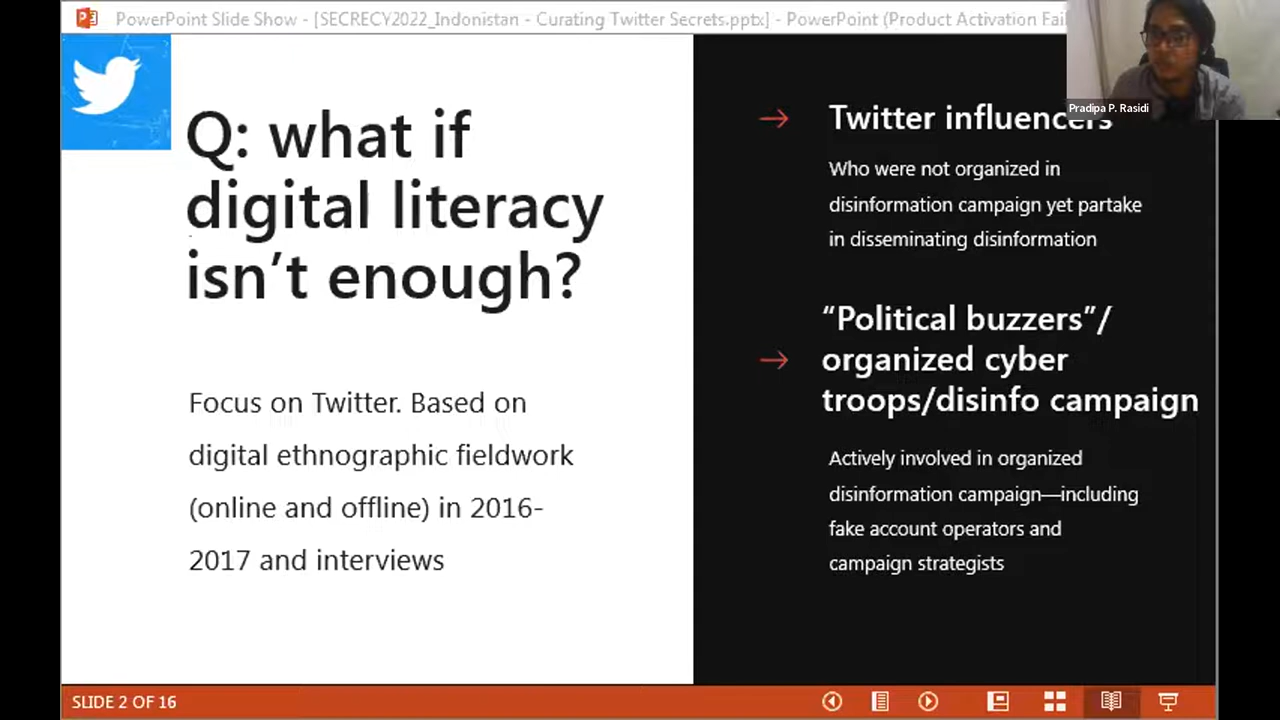 PowerPoint Slide Show - [SECRECY2022_Indonistan - Curating Twitter Secrets.pptx] - PowerPoint (Product Activation Fai
Pradipa P. Rasidi
Q: what if
digital literacy
isn't enough?
Focus on Twitter. Based on
digital ethnographic fieldwork
(online and offline) in 2016-
2017 and interviews
→ Twitter influencers
Who were not organized in
disinformation campaign yet partake
in disseminating disinformation
"Political buzzers"/
→ organized cyber
troops/disinfo campaign
Actively involved in organized
disinformation campaign—including
fake account operators and
campaign strategists
SLIDE 2 OF 16